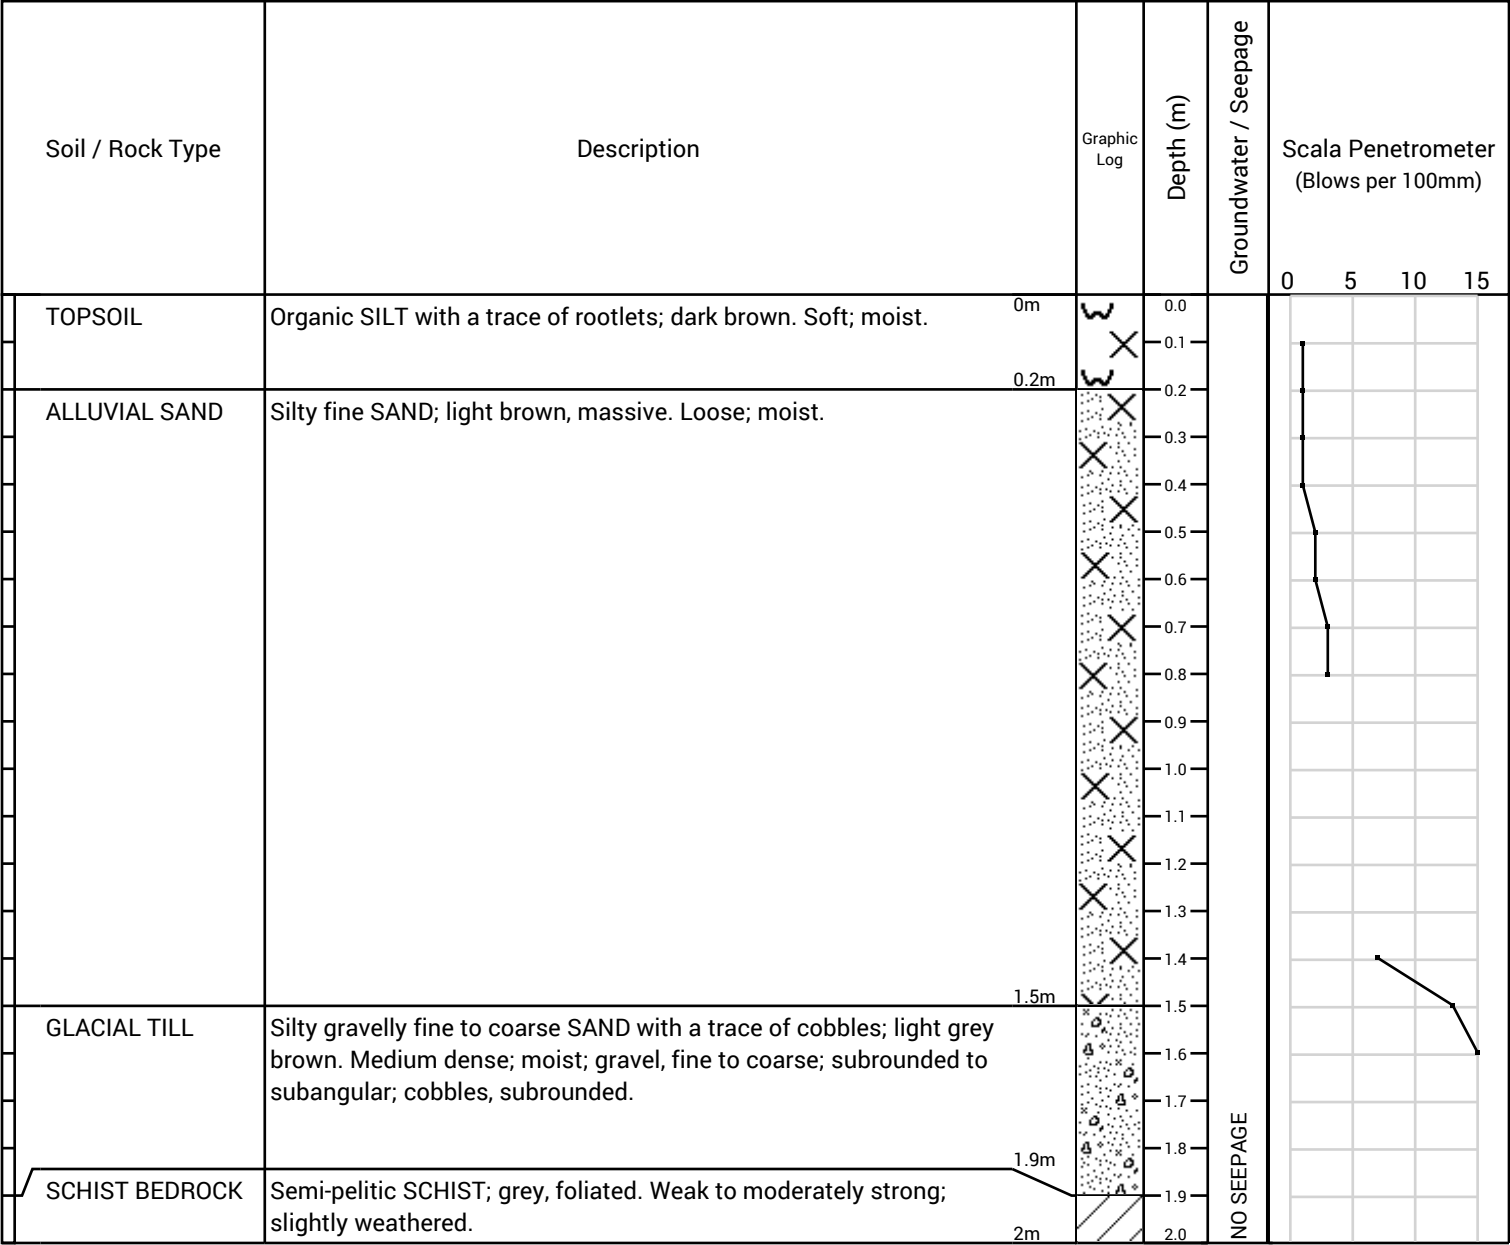 Soil / Rock Type
Description
Graphic
Log
Depth (m)
Groundwater / Seepage
Scala Penetrometer
(Blows per 100mm)
0 5 10 15
TOPSOIL
Organic SILT with a trace of rootlets; dark brown. Soft; moist.
0m
0.2m
ALLUVIAL SAND
Silty fine SAND; light brown, massive. Loose; moist.
1.5m
GLACIAL TILL
Silty gravelly fine to coarse SAND with a trace of cobbles; light grey
brown. Medium dense; moist; gravel, fine to coarse; subrounded to
subangular; cobbles, subrounded.
1.9m
SCHIST BEDROCK
Semi-pelitic SCHIST; grey, foliated. Weak to moderately strong;
slightly weathered.
2m
0.0
0.1
0.2
0.3
0.4
0.5
0.6
0.7
0.8
0.9
1.0
1.1
1.2
1.3
1.4
1.5
1.6
1.7
1.8
1.9
2.0
NO SEEPAGE